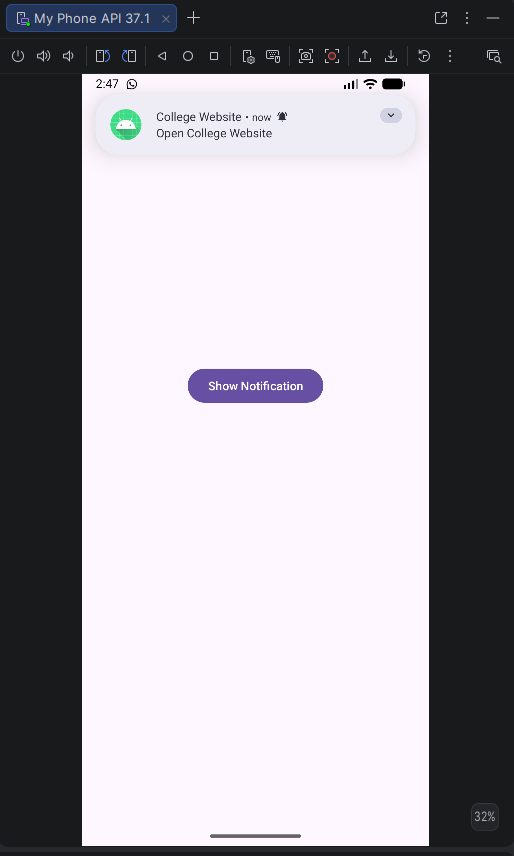 My Phone API 37.1
2:47
College Website • now
Open College Website
Show Notification
32%